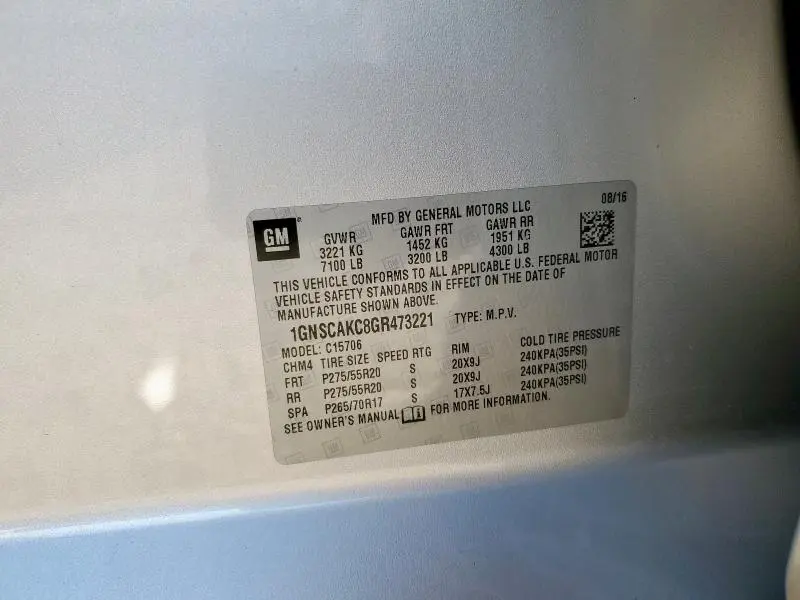 GM
MFD BY GENERAL MOTORS LLC 08/16
GVWR GAWR FRT GAWR RR
3221 KG 1452 KG 1951 KG
7100 LB 3200 LB 4300 LB
THIS VEHICLE CONFORMS TO ALL APPLICABLE U.S. FEDERAL MOTOR
VEHICLE SAFETY STANDARDS IN EFFECT ON THE DATE OF
MANUFACTURE SHOWN ABOVE.
1GNSCAKC8GR473221 TYPE: M.P.V.
MODEL: C15706
CHM4 TIRE SIZE SPEED RTG RIM COLD TIRE PRESSURE
FRT P275/55R20 S 20X9J 240KPA(35PSI)
RR P275/55R20 S 20X9J 240KPA(35PSI)
SPA P265/70R17 S 17X7.5J 240KPA(35PSI)
SEE OWNER'S MANUAL FOR MORE INFORMATION.